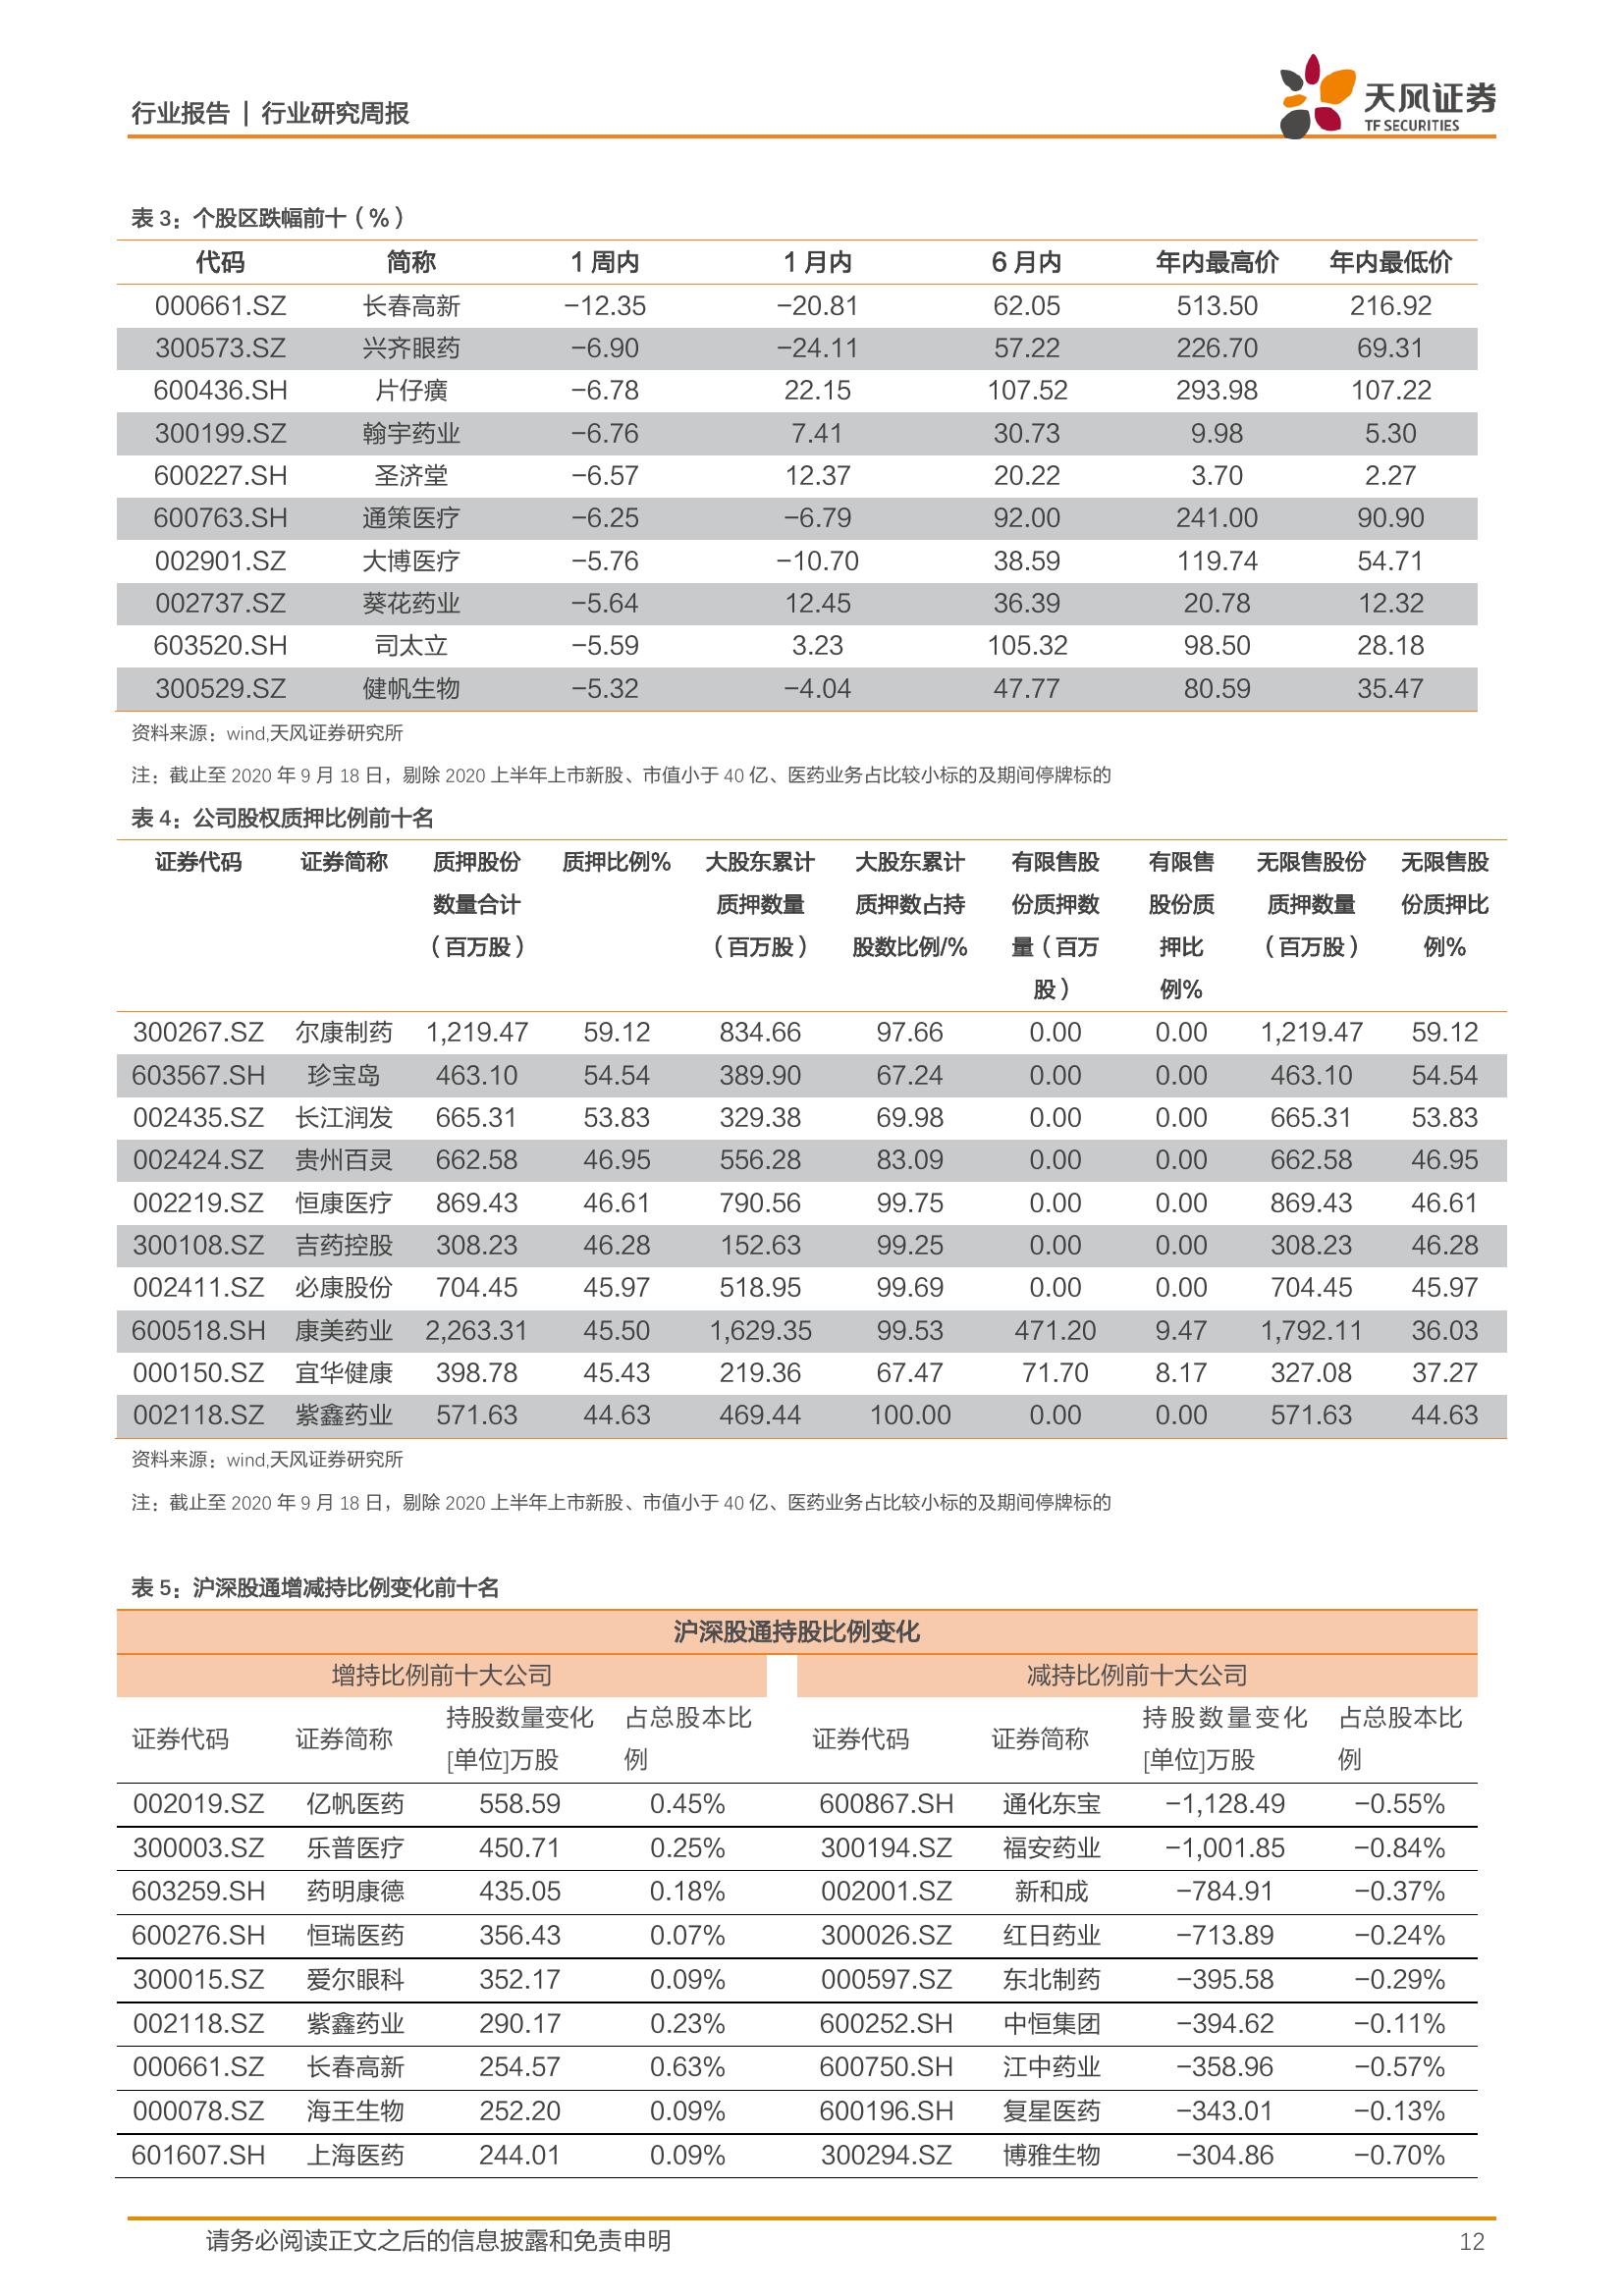 行业报告 | 行业研究周报
天风证券
TF SECURITIES
表 3：个股区跌幅前十（%）
代码 简称 1 周内 1 月内 6 月内 年内最高价 年内最低价
000661.SZ 长春高新 -12.35 -20.81 62.05 513.50 216.92
300573.SZ 兴齐眼药 -6.90 -24.11 57.22 226.70 69.31
600436.SH 片仔癀 -6.78 22.15 107.52 293.98 107.22
300199.SZ 翰宇药业 -6.76 7.41 30.73 9.98 5.30
600227.SH 圣济堂 -6.57 12.37 20.22 3.70 2.27
600763.SH 通策医疗 -6.25 -6.79 92.00 241.00 90.90
002901.SZ 大博医疗 -5.76 -10.70 38.59 119.74 54.71
002737.SZ 葵花药业 -5.64 12.45 36.39 20.78 12.32
603520.SH 司太立 -5.59 3.23 105.32 98.50 28.18
300529.SZ 健帆生物 -5.32 -4.04 47.77 80.59 35.47
资料来源：wind,天风证券研究所
注：截止至 2020 年 9 月 18 日，剔除 2020 上半年上市新股、市值小于 40 亿、医药业务占比较小标的及期间停牌标的
表 4：公司股权质押比例前十名
证券代码 证券简称 质押股份 质押比例% 大股东累计 大股东累计 有限售股 有限售 无限售股份 无限售股
数量合计 质押数量 质押数占持 份质押数 股份质 质押数量 份质押比
（百万股） （百万股） 股数比例/% 量（百万 押比 （百万股） 例%
股） 例%
300267.SZ 尔康制药 1,219.47 59.12 834.66 97.66 0.00 0.00 1,219.47 59.12
603567.SH 珍宝岛 463.10 54.54 389.90 67.24 0.00 0.00 463.10 54.54
002435.SZ 长江润发 665.31 53.83 329.38 69.98 0.00 0.00 665.31 53.83
002424.SZ 贵州百灵 662.58 46.95 556.28 83.09 0.00 0.00 662.58 46.95
002219.SZ 恒康医疗 869.43 46.61 790.56 99.75 0.00 0.00 869.43 46.61
300108.SZ 吉药控股 308.23 46.28 152.63 99.25 0.00 0.00 308.23 46.28
002411.SZ 必康股份 704.45 45.97 518.95 99.69 0.00 0.00 704.45 45.97
600518.SH 康美药业 2,263.31 45.50 1,629.35 99.53 471.20 9.47 1,792.11 36.03
000150.SZ 宜华健康 398.78 45.43 219.36 67.47 71.70 8.17 327.08 37.27
002118.SZ 紫鑫药业 571.63 44.63 469.44 100.00 0.00 0.00 571.63 44.63
资料来源：wind,天风证券研究所
注：截止至 2020 年 9 月 18 日，剔除 2020 上半年上市新股、市值小于 40 亿、医药业务占比较小标的及期间停牌标的
表 5：沪深股通增减持比例变化前十名
沪深股通持股比例变化
增持比例前十大公司 减持比例前十大公司
证券代码 证券简称 持股数量变化 占总股本比 证券代码 证券简称 持股数量变化 占总股本比
[单位]万股 例 [单位]万股 例
002019.SZ 亿帆医药 558.59 0.45% 600867.SH 通化东宝 -1,128.49 -0.55%
300003.SZ 乐普医疗 450.71 0.25% 300194.SZ 福安药业 -1,001.85 -0.84%
603259.SH 药明康德 435.05 0.18% 002001.SZ 新和成 -784.91 -0.37%
600276.SH 恒瑞医药 356.43 0.07% 300026.SZ 红日药业 -713.89 -0.24%
300015.SZ 爱尔眼科 352.17 0.09% 000597.SZ 东北制药 -395.58 -0.29%
002118.SZ 紫鑫药业 290.17 0.23% 600252.SH 中恒集团 -394.62 -0.11%
000661.SZ 长春高新 254.57 0.63% 600750.SH 江中药业 -358.96 -0.57%
000078.SZ 海王生物 252.20 0.09% 600196.SH 复星医药 -343.01 -0.13%
601607.SH 上海医药 244.01 0.09% 300294.SZ 博雅生物 -304.86 -0.70%
请务必阅读正文之后的信息披露和免责申明 12